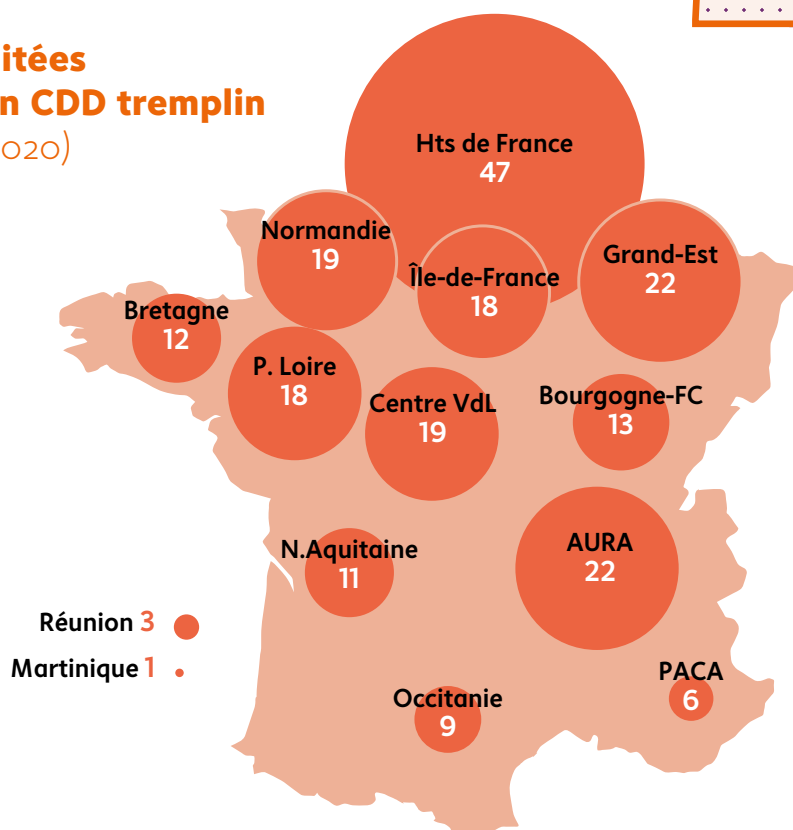 itées
n CDD tremplin
020)
Hts de France
47
Normandie
19
Île-de-France
18
Grand-Est
22
Bretagne
12
P. Loire
18
Centre VdL
19
Bourgogne-FC
13
N.Aquitaine
11
AURA
22
Réunion 3
Martinique 1
PACA
6
Occitanie
9